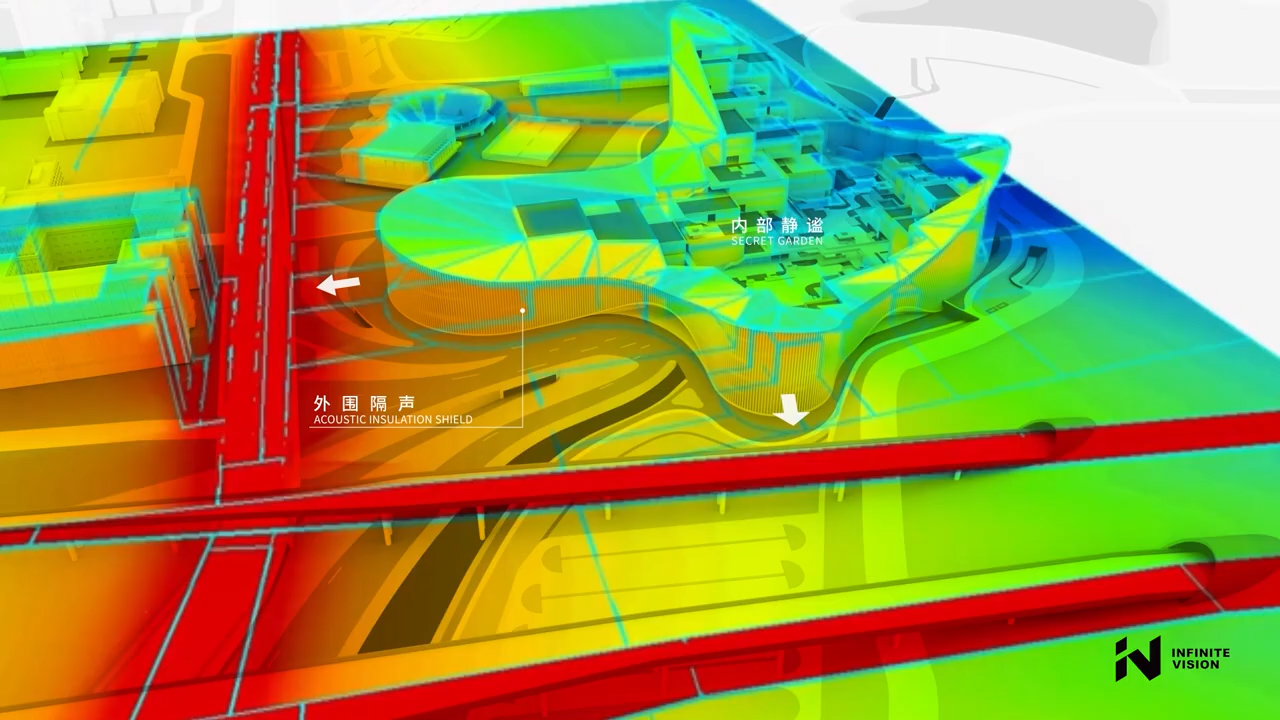 内部静谧
SECRET GARDEN
外围隔声
ACOUSTIC INSULATION SHIELD
INFINITE
VISION